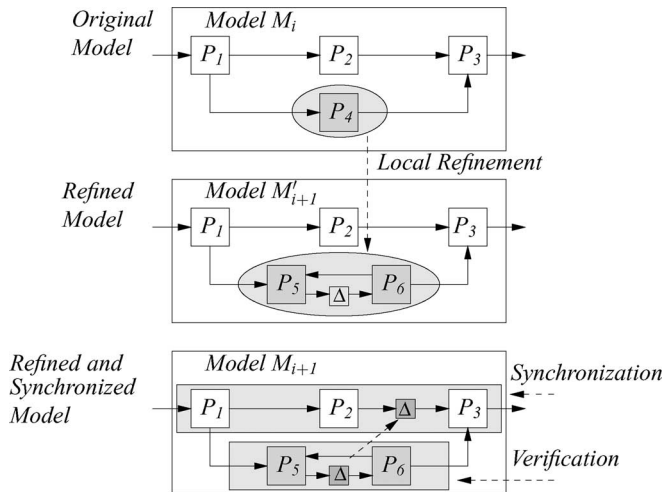 Original
Model
Model M_i
P_1
P_2
P_3
P_4
Local Refinement
Refined
Model
Model M'_{i+1}
P_1
P_2
P_3
P_5
Δ
P_6
Refined and
Synchronized
Model
Model M_{i+1}
P_1
P_2
Δ
P_3
Synchronization
P_5
Δ
P_6
Verification